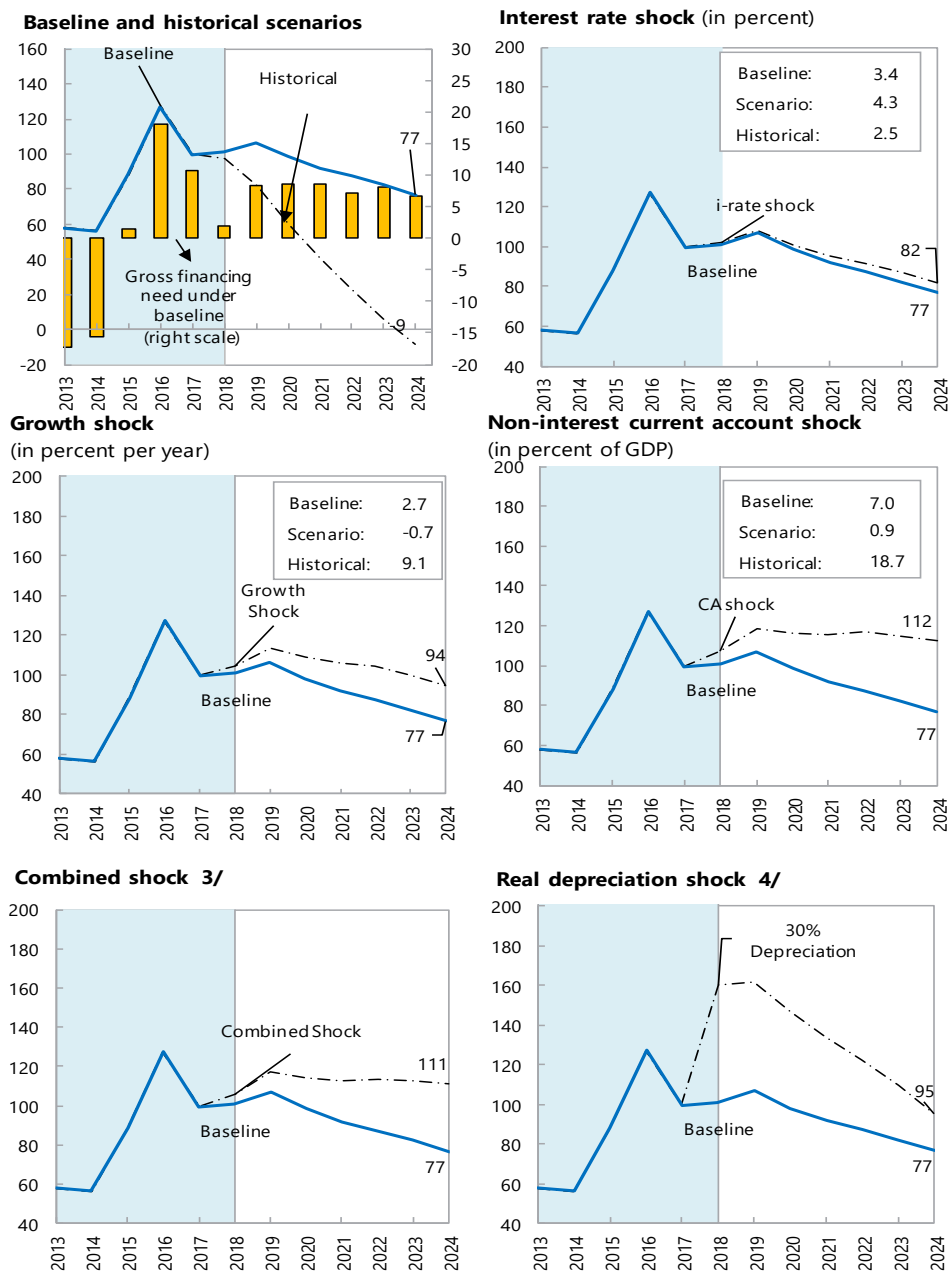 Baseline and historical scenarios
160
140
120
100
80
60
40
20
0
-20
30
25
20
15
10
5
0
-5
-10
-15
-20
Baseline
Historical
77
Gross financing
need under
baseline
(right scale)
-9
2013 2014 2015 2016 2017 2018 2019 2020 2021 2022 2023 2024
Interest rate shock (in percent)
200
180
160
140
120
100
80
60
40
Baseline: 3.4
Scenario: 4.3
Historical: 2.5
i-rate shock
Baseline
82
77
2013 2014 2015 2016 2017 2018 2019 2020 2021 2022 2023 2024
Growth shock
(in percent per year)
200
180
160
140
120
100
80
60
40
Baseline: 2.7
Scenario: -0.7
Historical: 9.1
Growth
Shock
Baseline
94
77
2013 2014 2015 2016 2017 2018 2019 2020 2021 2022 2023 2024
Non-interest current account shock
(in percent of GDP)
200
180
160
140
120
100
80
60
40
Baseline: 7.0
Scenario: 0.9
Historical: 18.7
CA shock
Baseline
112
77
2013 2014 2015 2016 2017 2018 2019 2020 2021 2022 2023 2024
Combined shock 3/
200
180
160
140
120
100
80
60
40
Combined Shock
Baseline
111
77
2013 2014 2015 2016 2017 2018 2019 2020 2021 2022 2023 2024
Real depreciation shock 4/
200
180
160
140
120
100
80
60
40
30%
Depreciation
Baseline
95
77
2013 2014 2015 2016 2017 2018 2019 2020 2021 2022 2023 2024